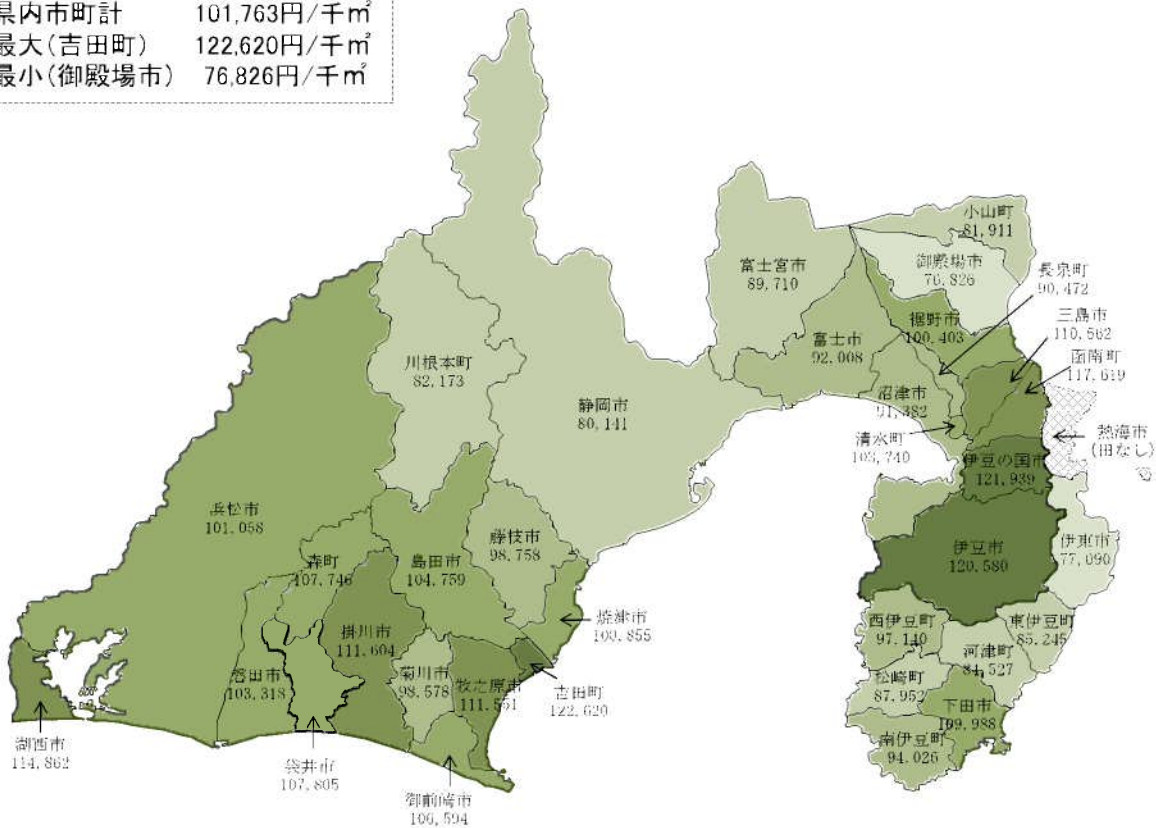 県内市町計 101,763円/千㎡
最大(吉田町) 122,620円/千㎡
最小(御殿場市) 76,826円/千㎡
小山町
81,911
御殿場市
76,826
長泉町
90,472
富士宮市
89,710
裾野市
100,403
三島市
110,562
富士市
92,008
函南町
117,619
川根本町
82,173
沼津市
91,382
静岡市
80,141
清水町
103,740
熱海市
(田なし)
伊豆の国市
121,939
浜松市
101,058
藤枝市
98,758
伊豆市
120,580
伊東市
77,090
森町
107,746
島田市
104,759
焼津市
100,855
西伊豆町
97,140
東伊豆町
85,245
掛川市
111,604
河津町
84,527
磐田市
103,318
菊川市
98,578
牧之原市
111,551
吉田町
122,620
松崎町
87,952
下田市
109,988
湖西市
114,862
南伊豆町
94,026
袋井市
107,805
御前崎市
106,594